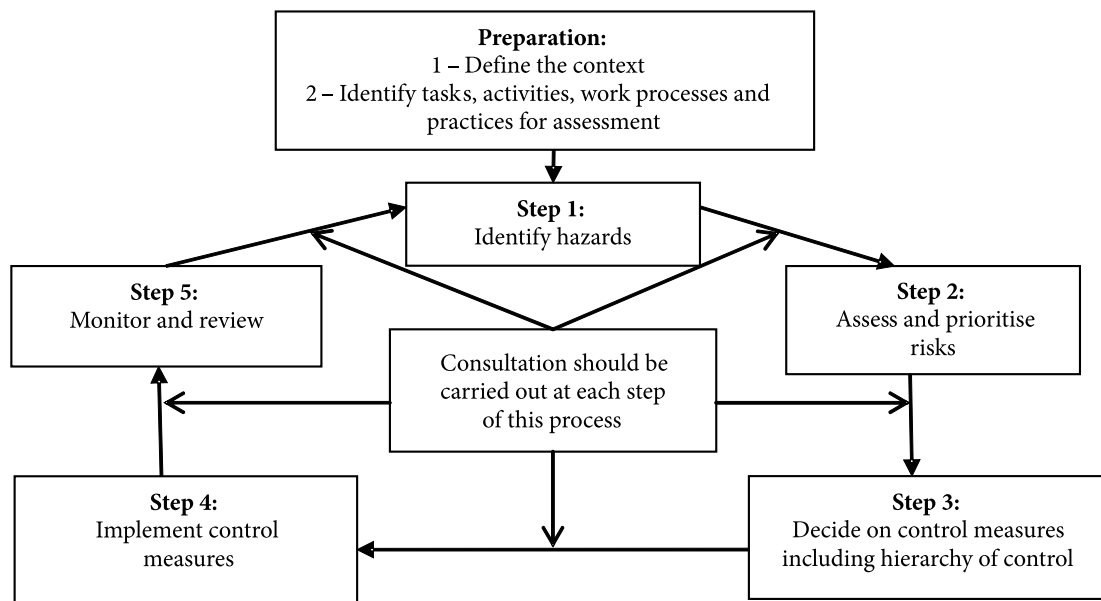 Preparation:
1 – Define the context
2 – Identify tasks, activities, work processes and
practices for assessment
Step 1:
Identify hazards
Step 5:
Monitor and review
Step 2:
Assess and prioritise
risks
Consultation should be
carried out at each step
of this process
Step 4:
Implement control
measures
Step 3:
Decide on control measures
including hierarchy of control